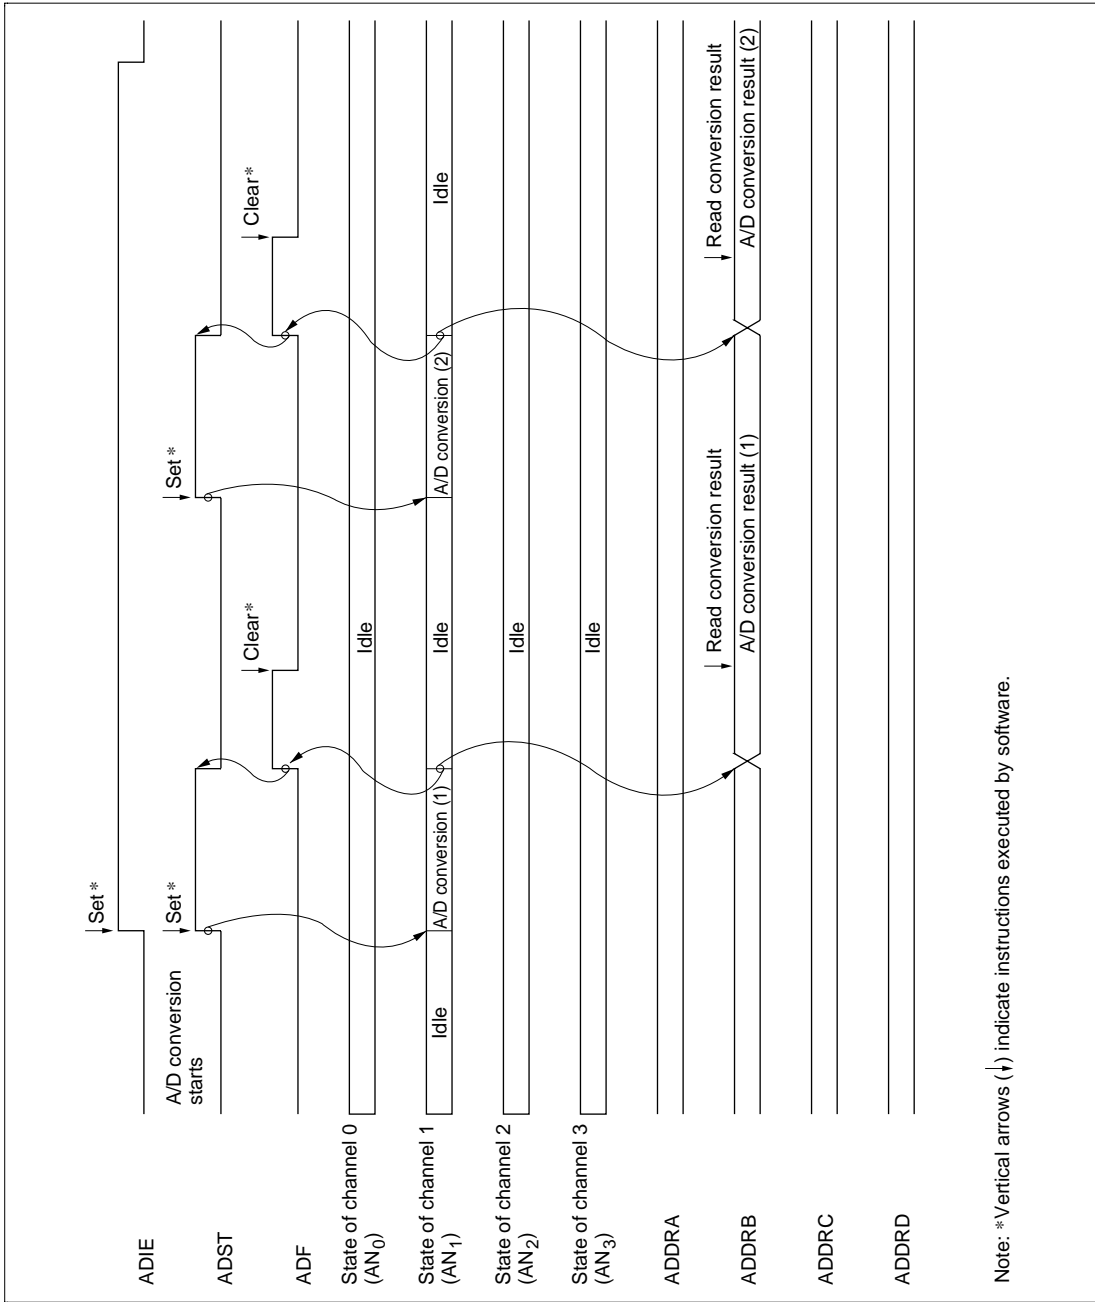 ADIE
Set *
ADST
A/D conversion
starts
Set *
Set *
ADF
Clear*
Clear*
State of channel 0
(AN0)
Idle
State of channel 1
(AN1)
Idle
A/D conversion (1)
Idle
A/D conversion (2)
Idle
State of channel 2
(AN2)
Idle
State of channel 3
(AN3)
Idle
ADDRA
ADDRB
Read conversion result
A/D conversion result (1)
Read conversion result
A/D conversion result (2)
ADDRC
ADDRD
Note: * Vertical arrows (↓) indicate instructions executed by software.